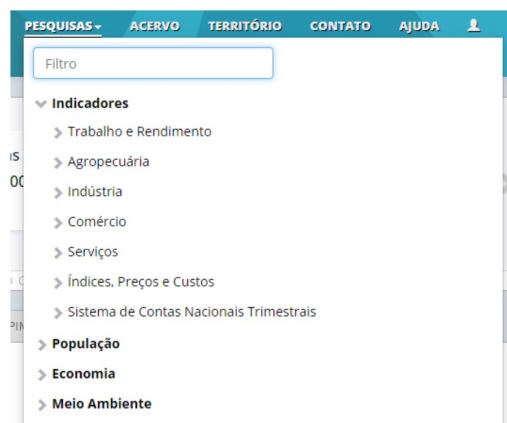 PESQUISAS ACERVO TERRITÓRIO CONTATO AJUDA
Filtro
Indicadores
Trabalho e Rendimento
Agropecuária
Indústria
Comércio
Serviços
Índices, Preços e Custos
Sistema de Contas Nacionais Trimestrais
População
Economia
Meio Ambiente